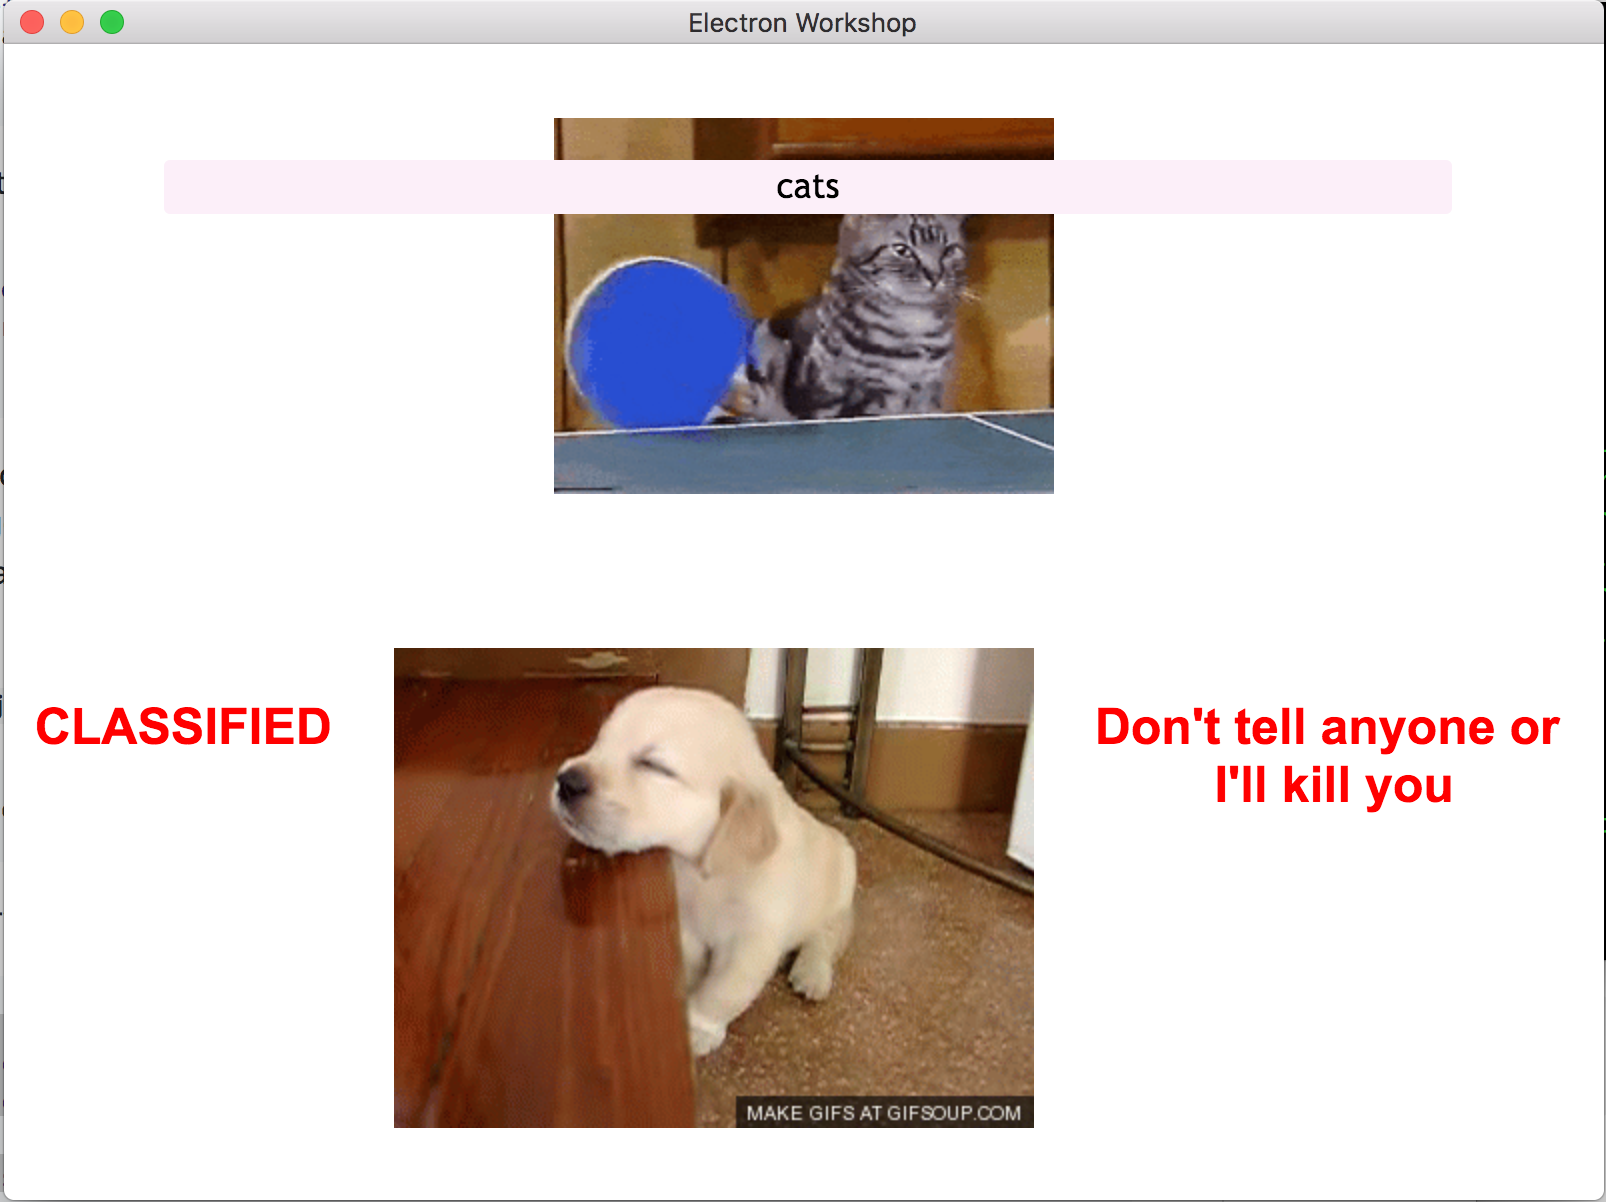 Electron Workshop
cats
CLASSIFIED
Don't tell anyone or
I'll kill you
MAKE GIFS AT GIFSOUP.COM